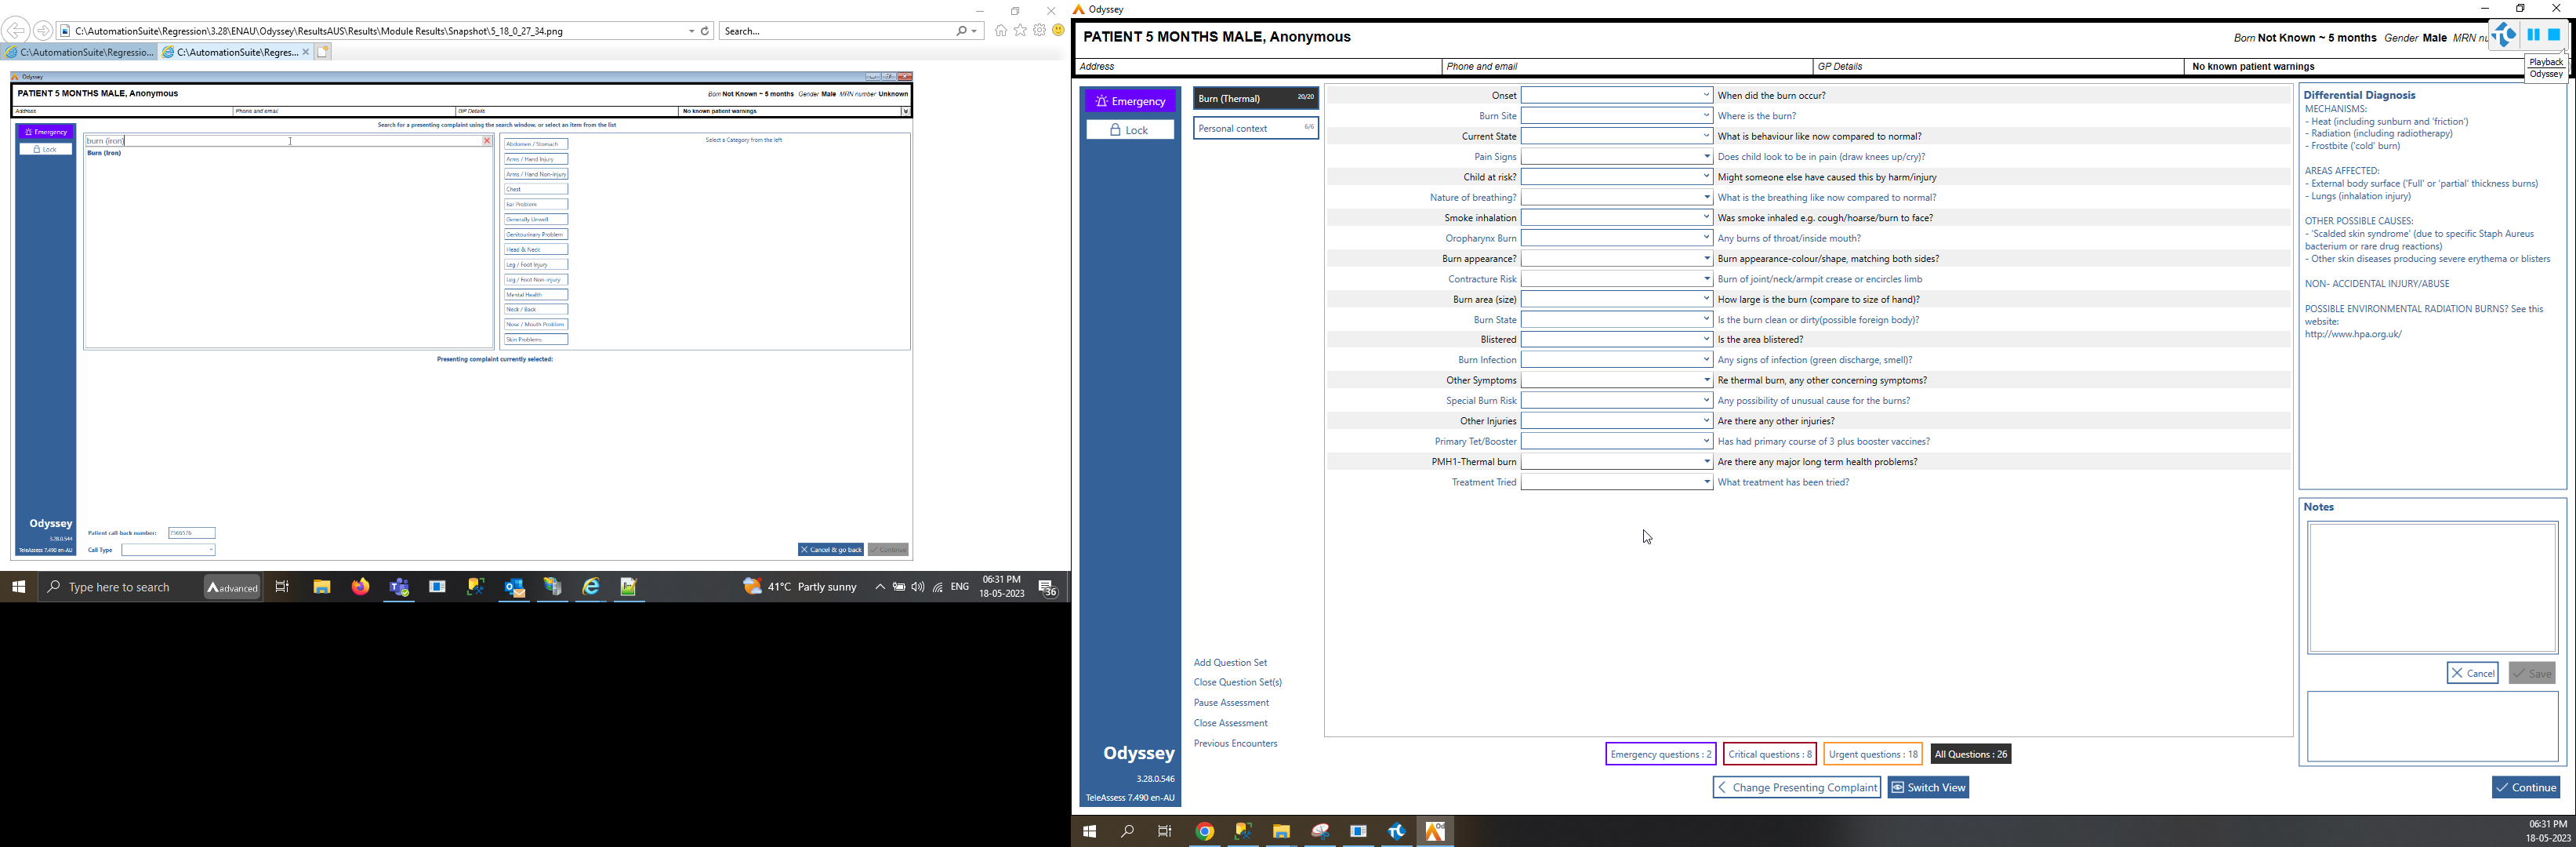 C:\AutomationSuite\Regression\3.28\ENAU\Odyssey\ResultsAUS\Results\Module Results\Snapshot\5_18_0_27_34.png
Search...
C:\AutomationSuite\Regressio...
C:\AutomationSuite\Regres...
Odyssey
PATIENT 5 MONTHS MALE, Anonymous
Born Not Known ~ 5 months Gender Male MRN number Unknown
Address
Phone and email
GP Details
No known patient warnings
Search for a presenting complaint using the search window, or select an item from the list
Emergency
Lock
burn (iron)
Burn (Iron)
Abdomen / Stomach
Arms / Hand Injury
Arms / Hand Non-injury
Chest
Ear Problem
Generally Unwell
Genitourinary Problem
Head & Neck
Leg / Foot Injury
Leg / Foot Non-injury
Mental Health
Neck / Back
Nose / Mouth Problem
Skin Problems
Select a Category from the left
Presenting complaint currently selected:
Odyssey
3.28.0.544
TeleAssess 7.490 en-AU
Patient call back number:
Call Type
Cancel & go back
Continue
Type here to search
advanced
41°C Partly sunny
ENG
06:31 PM
18-05-2023
36
Odyssey
PATIENT 5 MONTHS MALE, Anonymous
Born Not Known ~ 5 months Gender Male MRN nu
Playback
Odyssey
Address
Phone and email
GP Details
No known patient warnings
Emergency
Lock
Burn (Thermal) 20/20
Personal context 6/6
Onset When did the burn occur?
Burn Site Where is the burn?
Current State What is behaviour like now compared to normal?
Pain Signs Does child look to be in pain (draw knees up/cry)?
Child at risk? Might someone else have caused this by harm/injury
Nature of breathing? What is the breathing like now compared to normal?
Smoke inhalation Was smoke inhaled e.g. cough/hoarse/burn to face?
Oropharynx Burn Any burns of throat/inside mouth?
Burn appearance? Burn appearance-colour/shape, matching both sides?
Contracture Risk Burn of joint/neck/armpit crease or encircles limb
Burn area (size) How large is the burn (compare to size of hand)?
Burn State Is the burn clean or dirty(possible foreign body)?
Blistered Is the area blistered?
Burn Infection Any signs of infection (green discharge, smell)?
Other Symptoms Re thermal burn, any other concerning symptoms?
Special Burn Risk Any possibility of unusual cause for the burns?
Other Injuries Are there any other injuries?
Primary Tet/Booster Has had primary course of 3 plus booster vaccines?
PMH1-Thermal burn Are there any major long term health problems?
Treatment Tried What treatment has been tried?
Differential Diagnosis
MECHANISMS:
- Heat (including sunburn and 'friction')
- Radiation (including radiotherapy)
- Frostbite ('cold' burn)
AREAS AFFECTED:
- External body surface ('Full' or 'partial' thickness burns)
- Lungs (inhalation injury)
OTHER POSSIBLE CAUSES:
- 'Scalded skin syndrome' (due to specific Staph Aureus
bacterium or rare drug reactions)
- Other skin diseases producing severe erythema or blisters
NON- ACCIDENTAL INJURY/ABUSE
POSSIBLE ENVIRONMENTAL RADIATION BURNS? See this
website:
http://www.hpa.org.uk/
Notes
Cancel
Save
Add Question Set
Close Question Set(s)
Pause Assessment
Close Assessment
Previous Encounters
Odyssey
3.28.0.546
TeleAssess 7.490 en-AU
Emergency questions : 2
Critical questions : 8
Urgent questions : 18
All Questions : 26
Change Presenting Complaint
Switch View
Continue
06:31 PM
18-05-2023